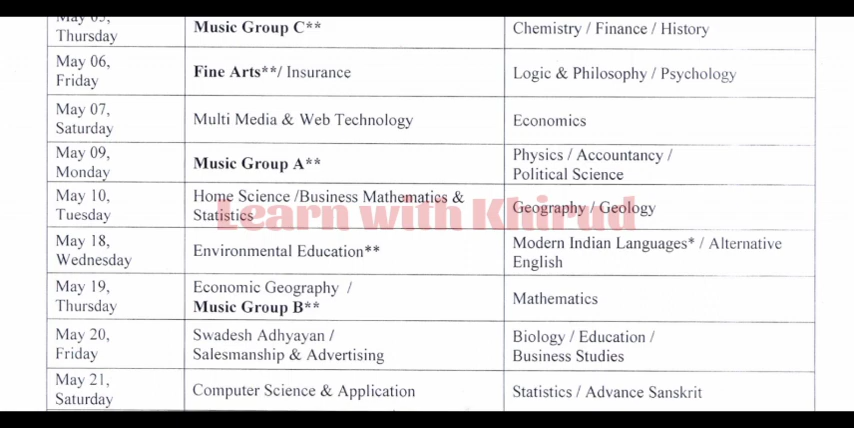 May 05,
Thursday
Music Group C**
Chemistry / Finance / History
May 06,
Friday
Fine Arts**/ Insurance
Logic & Philosophy / Psychology
May 07,
Saturday
Multi Media & Web Technology
Economics
May 09,
Monday
Music Group A**
Physics / Accountancy /
Political Science
May 10,
Tuesday
Home Science /Business Mathematics &
Statistics
Geography / Geology
Learn with Khirud
May 18,
Wednesday
Environmental Education**
Modern Indian Languages* / Alternative
English
May 19,
Thursday
Economic Geography /
Music Group B**
Mathematics
May 20,
Friday
Swadesh Adhyayan /
Salesmanship & Advertising
Biology / Education /
Business Studies
May 21,
Saturday
Computer Science & Application
Statistics / Advance Sanskrit